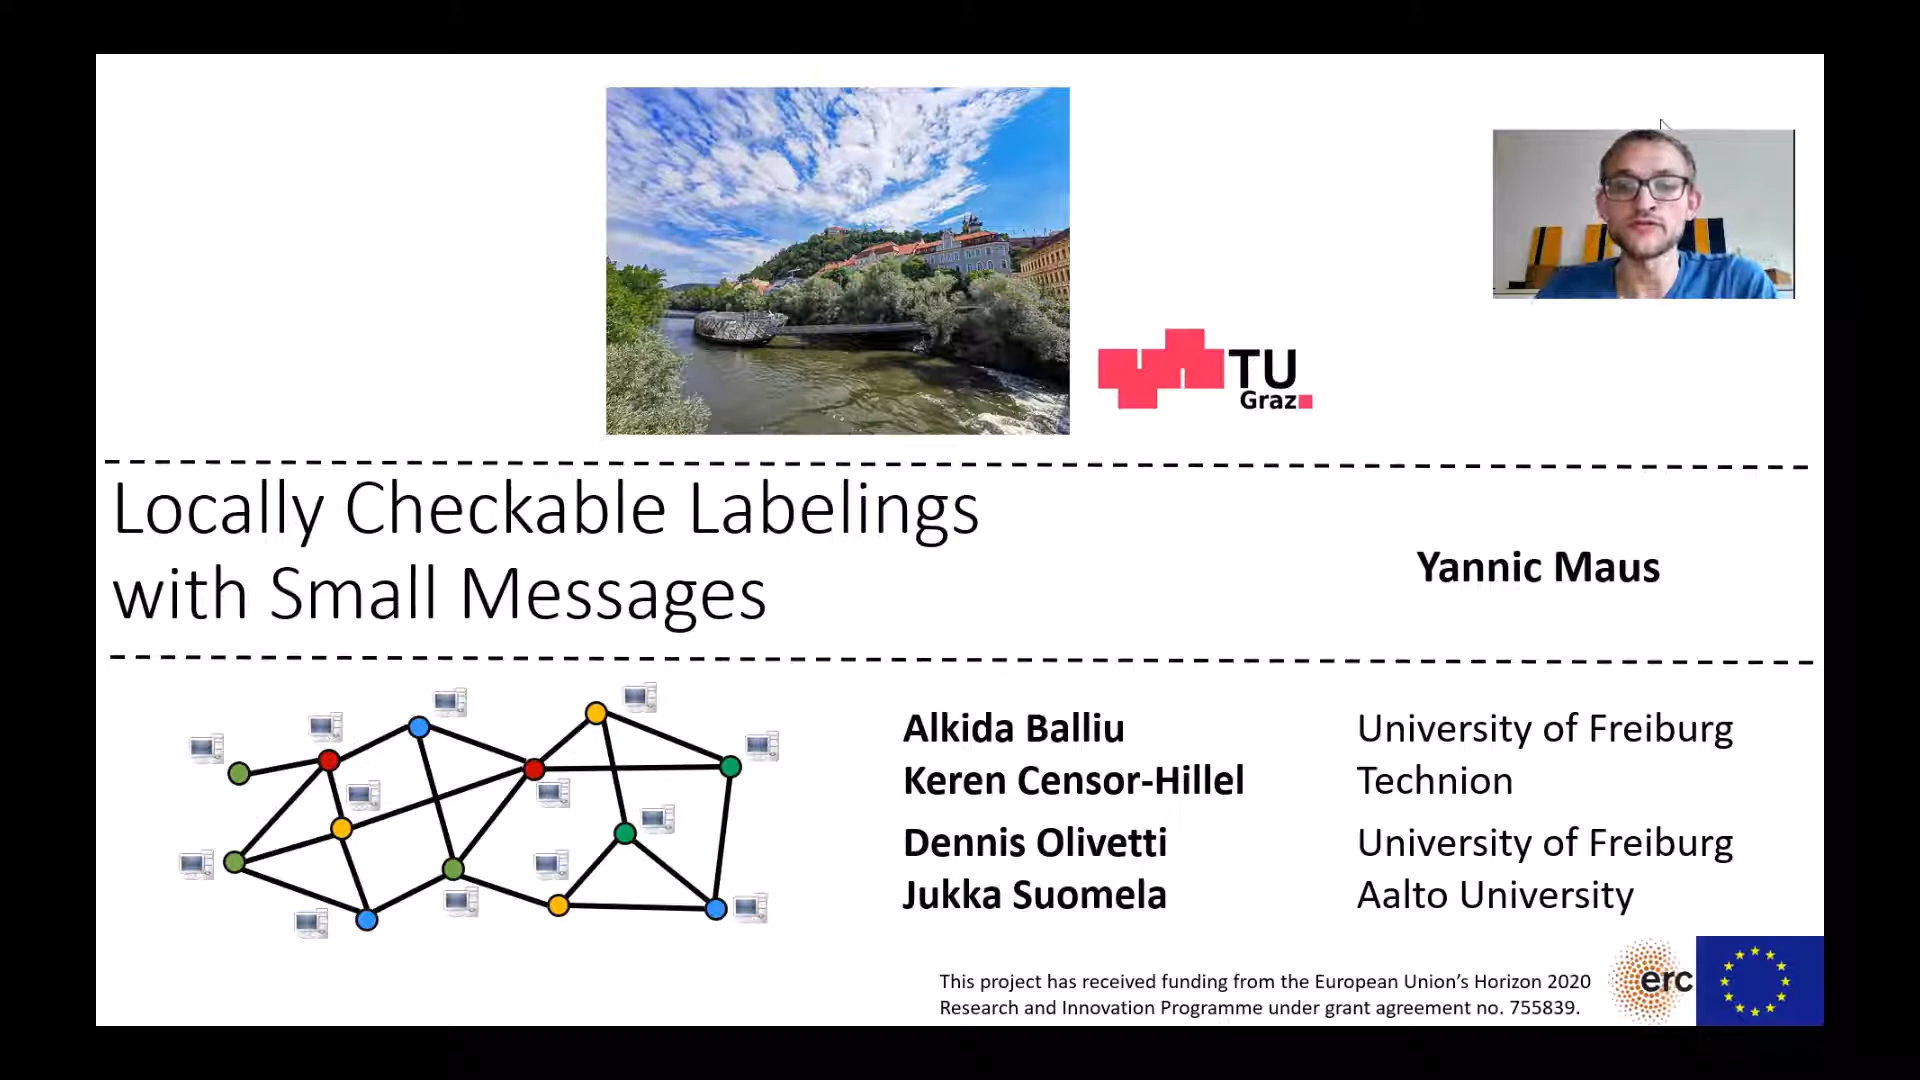 TU
Graz
Locally Checkable Labelings
with Small Messages
Yannic Maus
Alkida Balliu University of Freiburg
Keren Censor-Hillel Technion
Dennis Olivetti University of Freiburg
Jukka Suomela Aalto University
This project has received funding from the European Union’s Horizon 2020
Research and Innovation Programme under grant agreement no. 755839.
erc